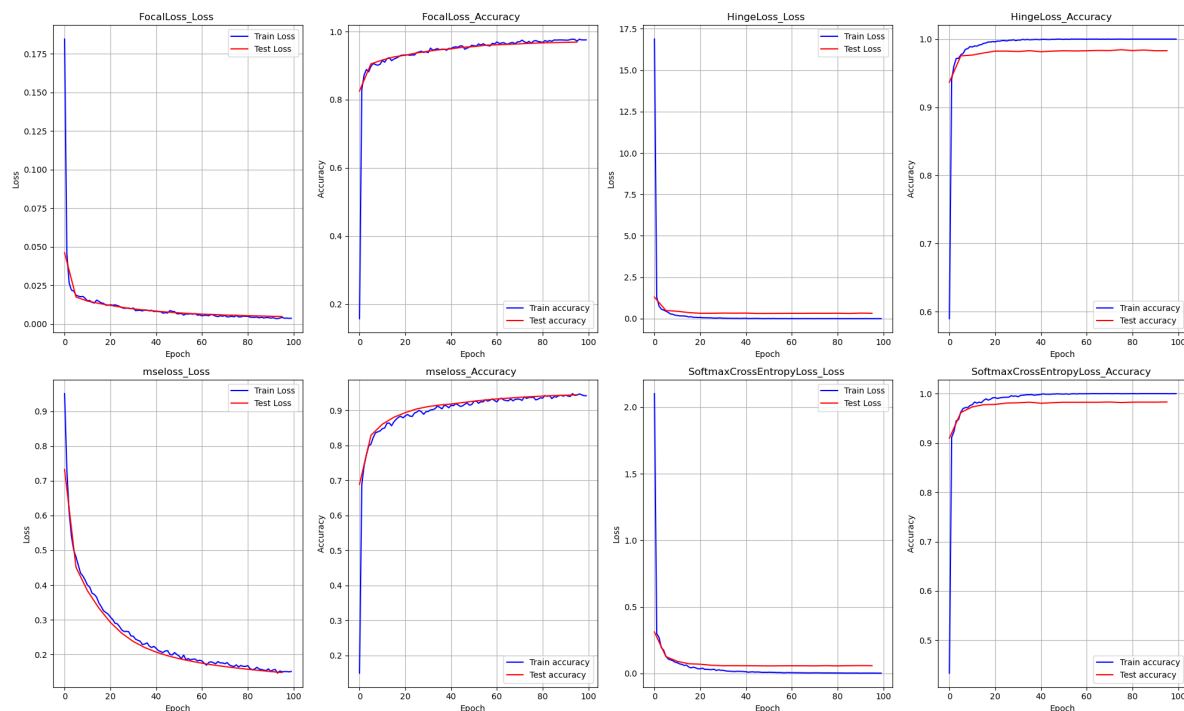 FocalLoss_Loss
Loss
0.175
0.150
0.125
0.100
0.075
0.050
0.025
0.000
Train Loss
Test Loss
0 20 40 60 80 100
Epoch
FocalLoss_Accuracy
Accuracy
1.0
0.8
0.6
0.4
0.2
Train accuracy
Test accuracy
0 20 40 60 80 100
Epoch
HingeLoss_Loss
Loss
17.5
15.0
12.5
10.0
7.5
5.0
2.5
0.0
Train Loss
Test Loss
0 20 40 60 80 100
Epoch
HingeLoss_Accuracy
Accuracy
1.0
0.9
0.8
0.7
0.6
Train accuracy
Test accuracy
0 20 40 60 80 100
Epoch
mseloss_Loss
Loss
0.9
0.8
0.7
0.6
0.5
0.4
0.3
0.2
Train Loss
Test Loss
0 20 40 60 80 100
Epoch
mseloss_Accuracy
Accuracy
0.9
0.8
0.7
0.6
0.5
0.4
0.3
0.2
Train accuracy
Test accuracy
0 20 40 60 80 100
Epoch
SoftmaxCrossEntropyLoss_Loss
Loss
2.0
1.5
1.0
0.5
0.0
Train Loss
Test Loss
0 20 40 60 80 100
Epoch
SoftmaxCrossEntropyLoss_Accuracy
Accuracy
1.0
0.9
0.8
0.7
0.6
0.5
Train accuracy
Test accuracy
0 20 40 60 80 100
Epoch